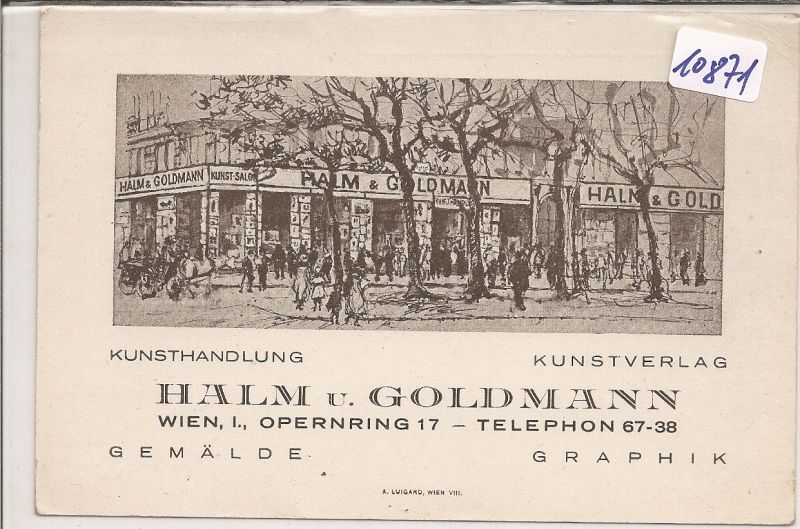 10871
HALM & GOLDMANN KUNST-SALON HALM & GOLDMANN HALM & GOLD
KUNSTHANDLUNG KUNSTVERLAG
HALM U. GOLDMANN
WIEN, I., OPERNRING 17 – TELEPHON 67-38
GEMÄLDE GRAPHIK
A. LUIGARD, WIEN VIII.